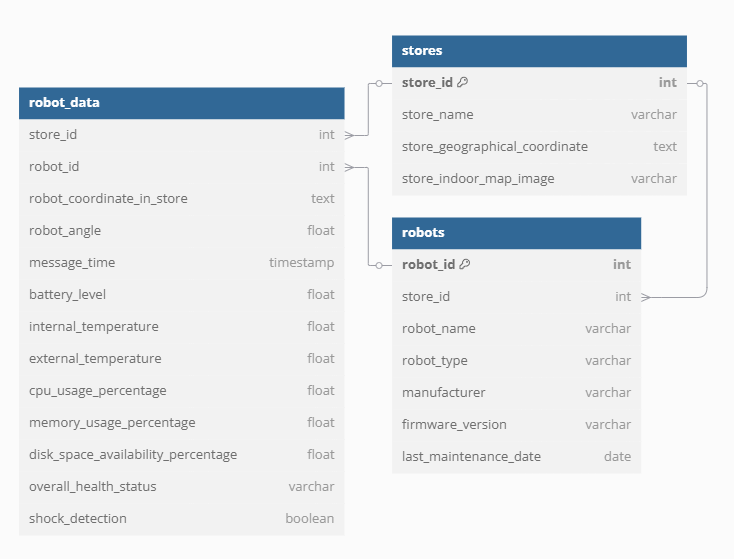 robot_data
store_id int
robot_id int
robot_coordinate_in_store text
robot_angle float
message_time timestamp
battery_level float
internal_temperature float
external_temperature float
cpu_usage_percentage float
memory_usage_percentage float
disk_space_availability_percentage float
overall_health_status varchar
shock_detection boolean
stores
store_id int
store_name varchar
store_geographical_coordinate text
store_indoor_map_image varchar
robots
robot_id int
store_id int
robot_name varchar
robot_type varchar
manufacturer varchar
firmware_version varchar
last_maintenance_date date